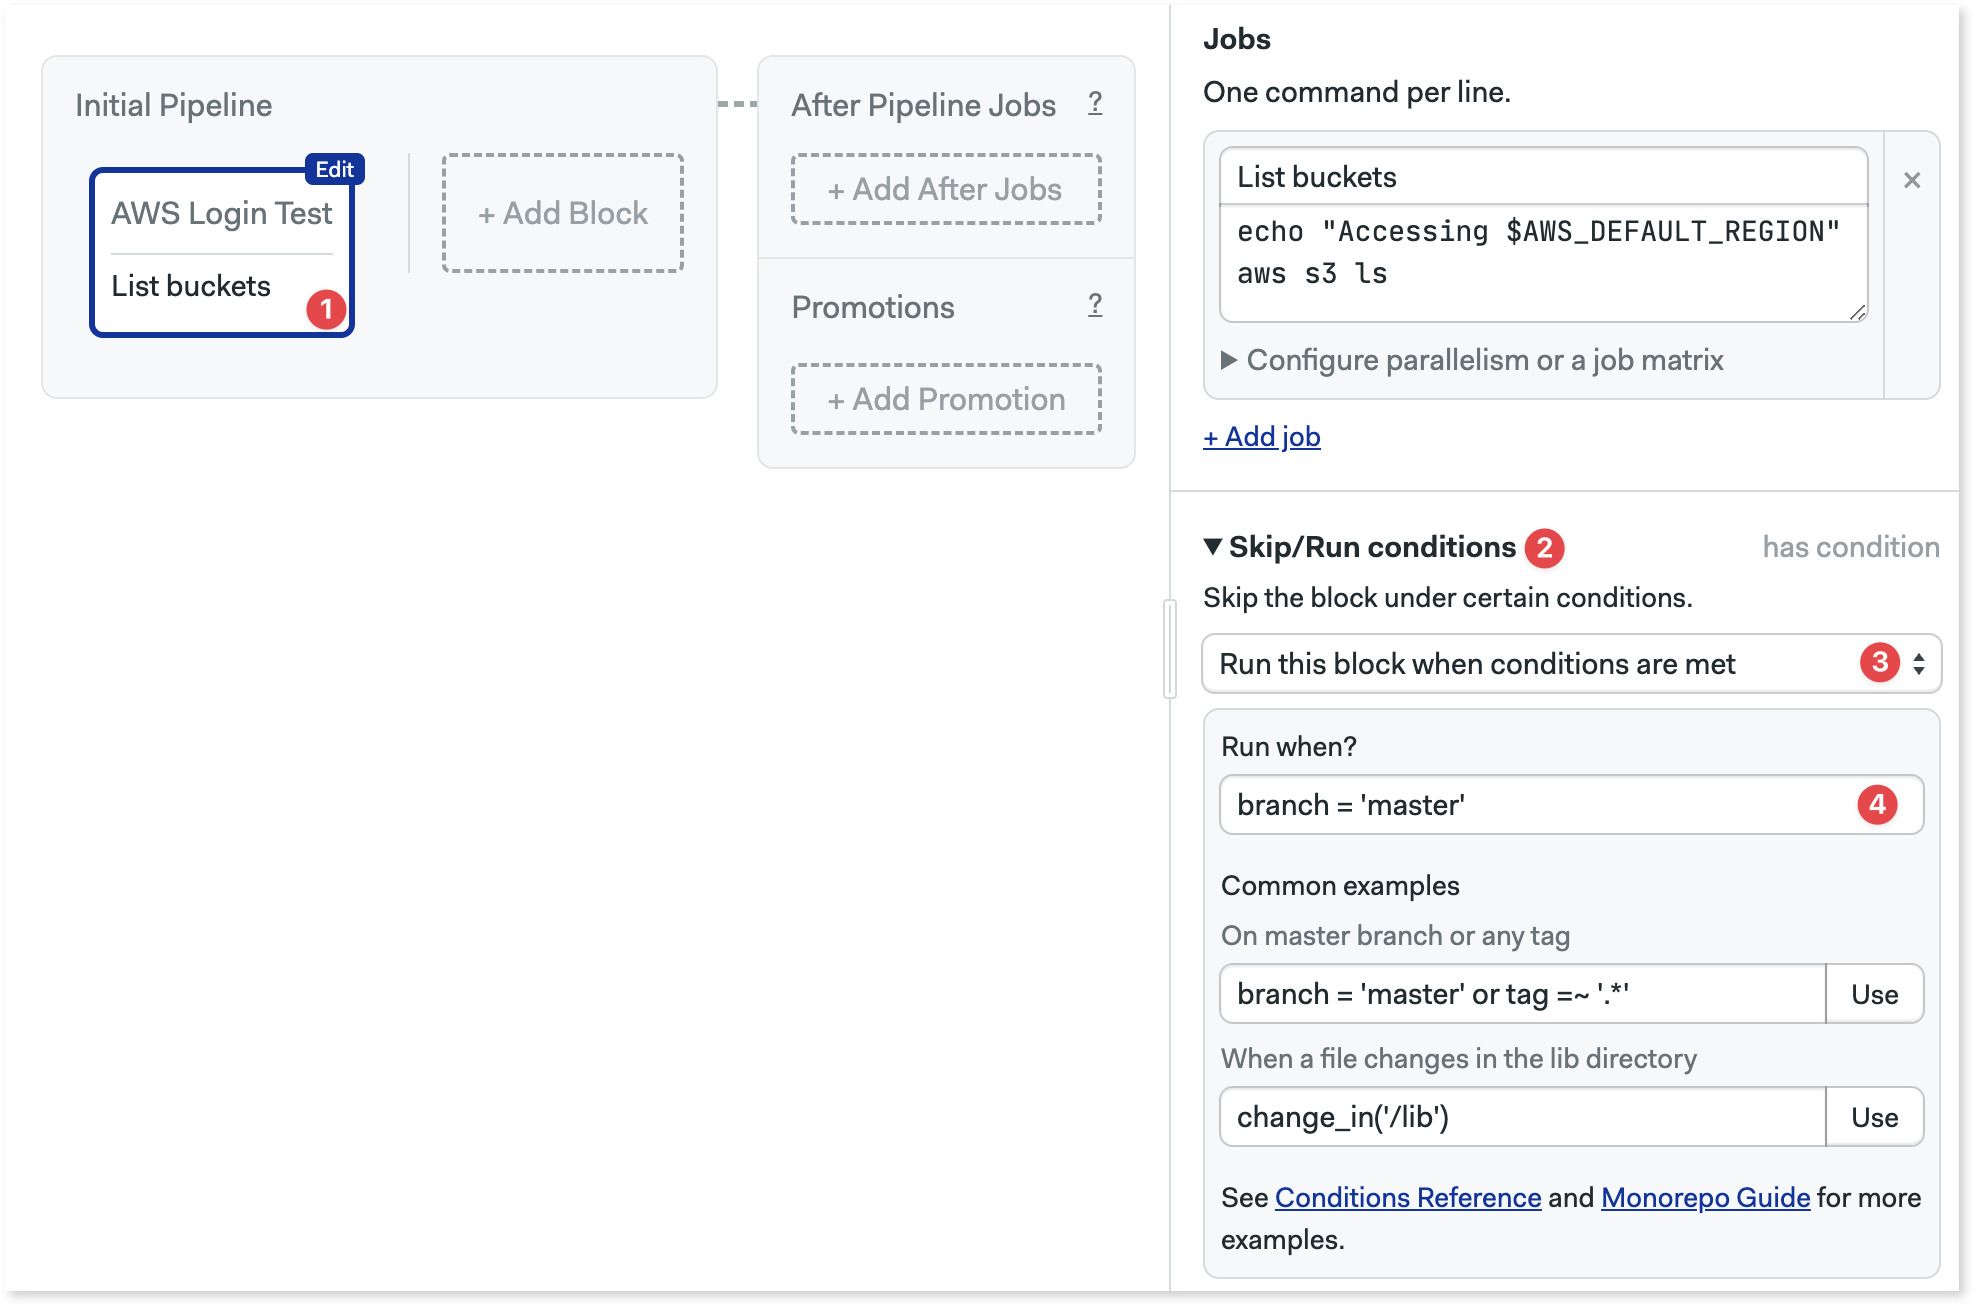 Initial Pipeline
Edit
AWS Login Test
List buckets
1
+ Add Block
After Pipeline Jobs ?
+ Add After Jobs
Promotions ?
+ Add Promotion
Jobs
One command per line.
List buckets
×
echo "Accessing $AWS_DEFAULT_REGION"
aws s3 ls
▶ Configure parallelism or a job matrix
+ Add job
▼ Skip/Run conditions 2 has condition
Skip the block under certain conditions.
Run this block when conditions are met 3
Run when?
branch = 'master' 4
Common examples
On master branch or any tag
branch = 'master' or tag =~ '.*' Use
When a file changes in the lib directory
change_in('/lib') Use
See Conditions Reference and Monorepo Guide for more
examples.